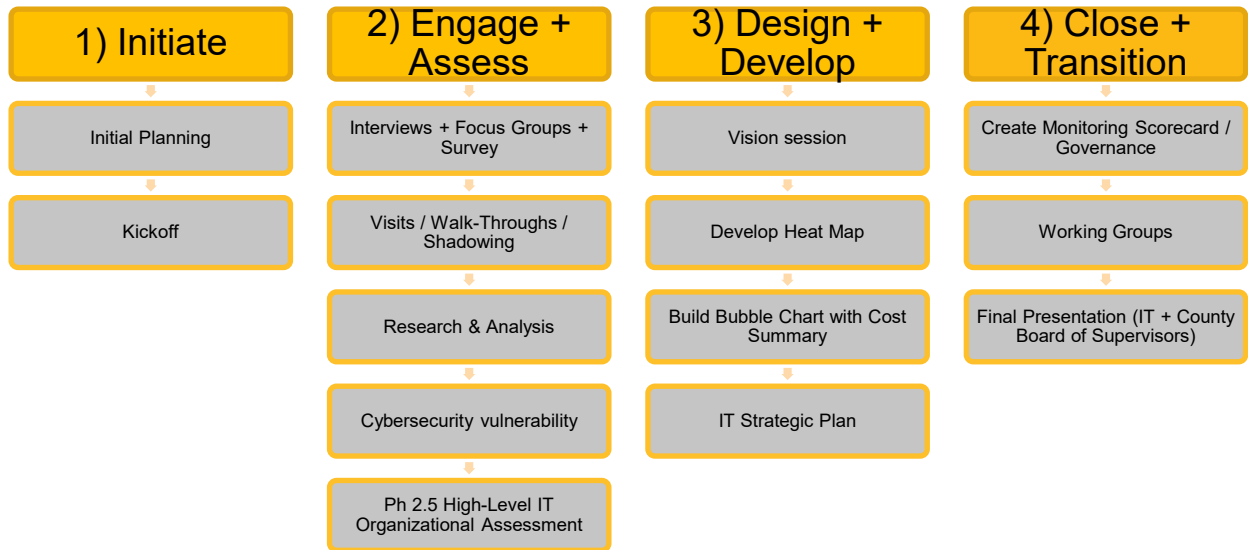 1) Initiate
Initial Planning
Kickoff
2) Engage +
Assess
Interviews + Focus Groups +
Survey
Visits / Walk-Throughs /
Shadowing
Research & Analysis
Cybersecurity vulnerability
Ph 2.5 High-Level IT
Organizational Assessment
3) Design +
Develop
Vision session
Develop Heat Map
Build Bubble Chart with Cost
Summary
IT Strategic Plan
4) Close +
Transition
Create Monitoring Scorecard /
Governance
Working Groups
Final Presentation (IT + County
Board of Supervisors)